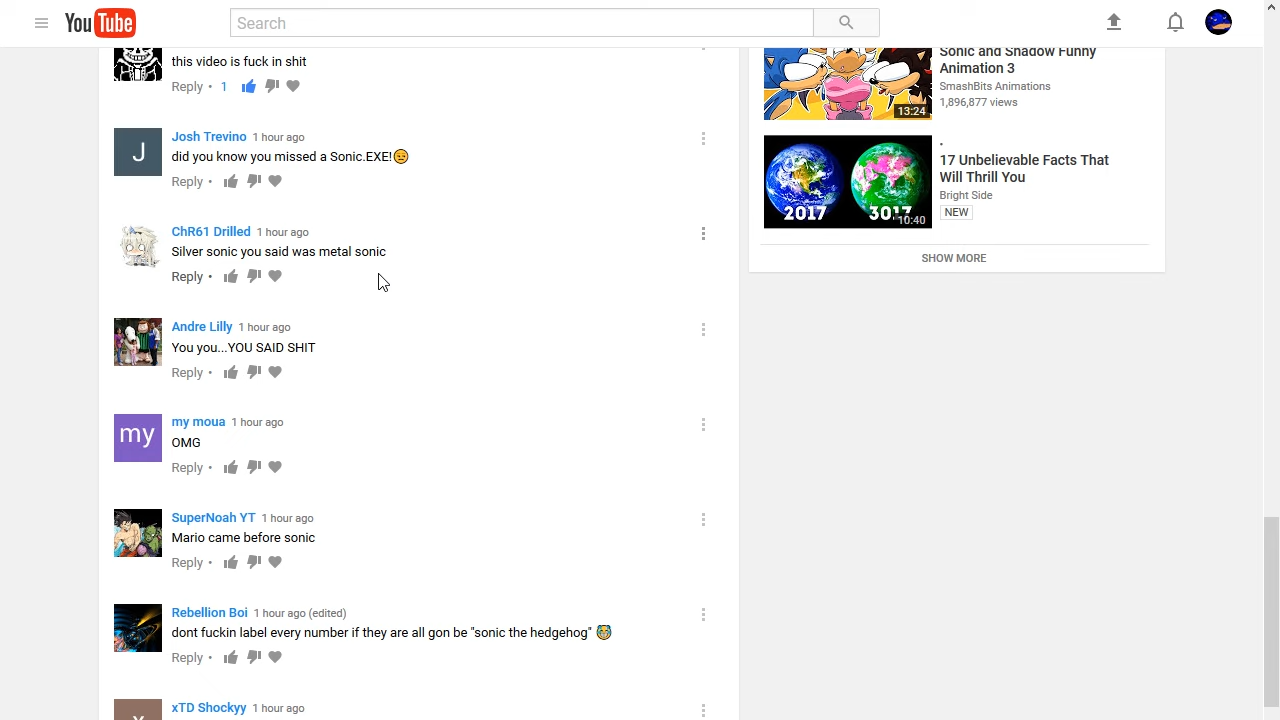 YouTube
Search
this video is fuck in shit
Reply • 1
J
Josh Trevino 1 hour ago
did you know you missed a Sonic.EXE!😒
Reply •
ChR61 Drilled 1 hour ago
Silver sonic you said was metal sonic
Reply •
Andre Lilly 1 hour ago
You you...YOU SAID SHIT
Reply •
my
my moua 1 hour ago
OMG
Reply •
SuperNoah YT 1 hour ago
Mario came before sonic
Reply •
Rebellion Boi 1 hour ago (edited)
dont fuckin label every number if they are all gon be "sonic the hedgehog"
Reply •
x
xTD Shockyy 1 hour ago
Sonic and Shadow Funny
Animation 3
SmashBits Animations
1,896,877 views
13:24
.
17 Unbelievable Facts That
Will Thrill You
Bright Side
NEW
2017
3017
10:40
SHOW MORE